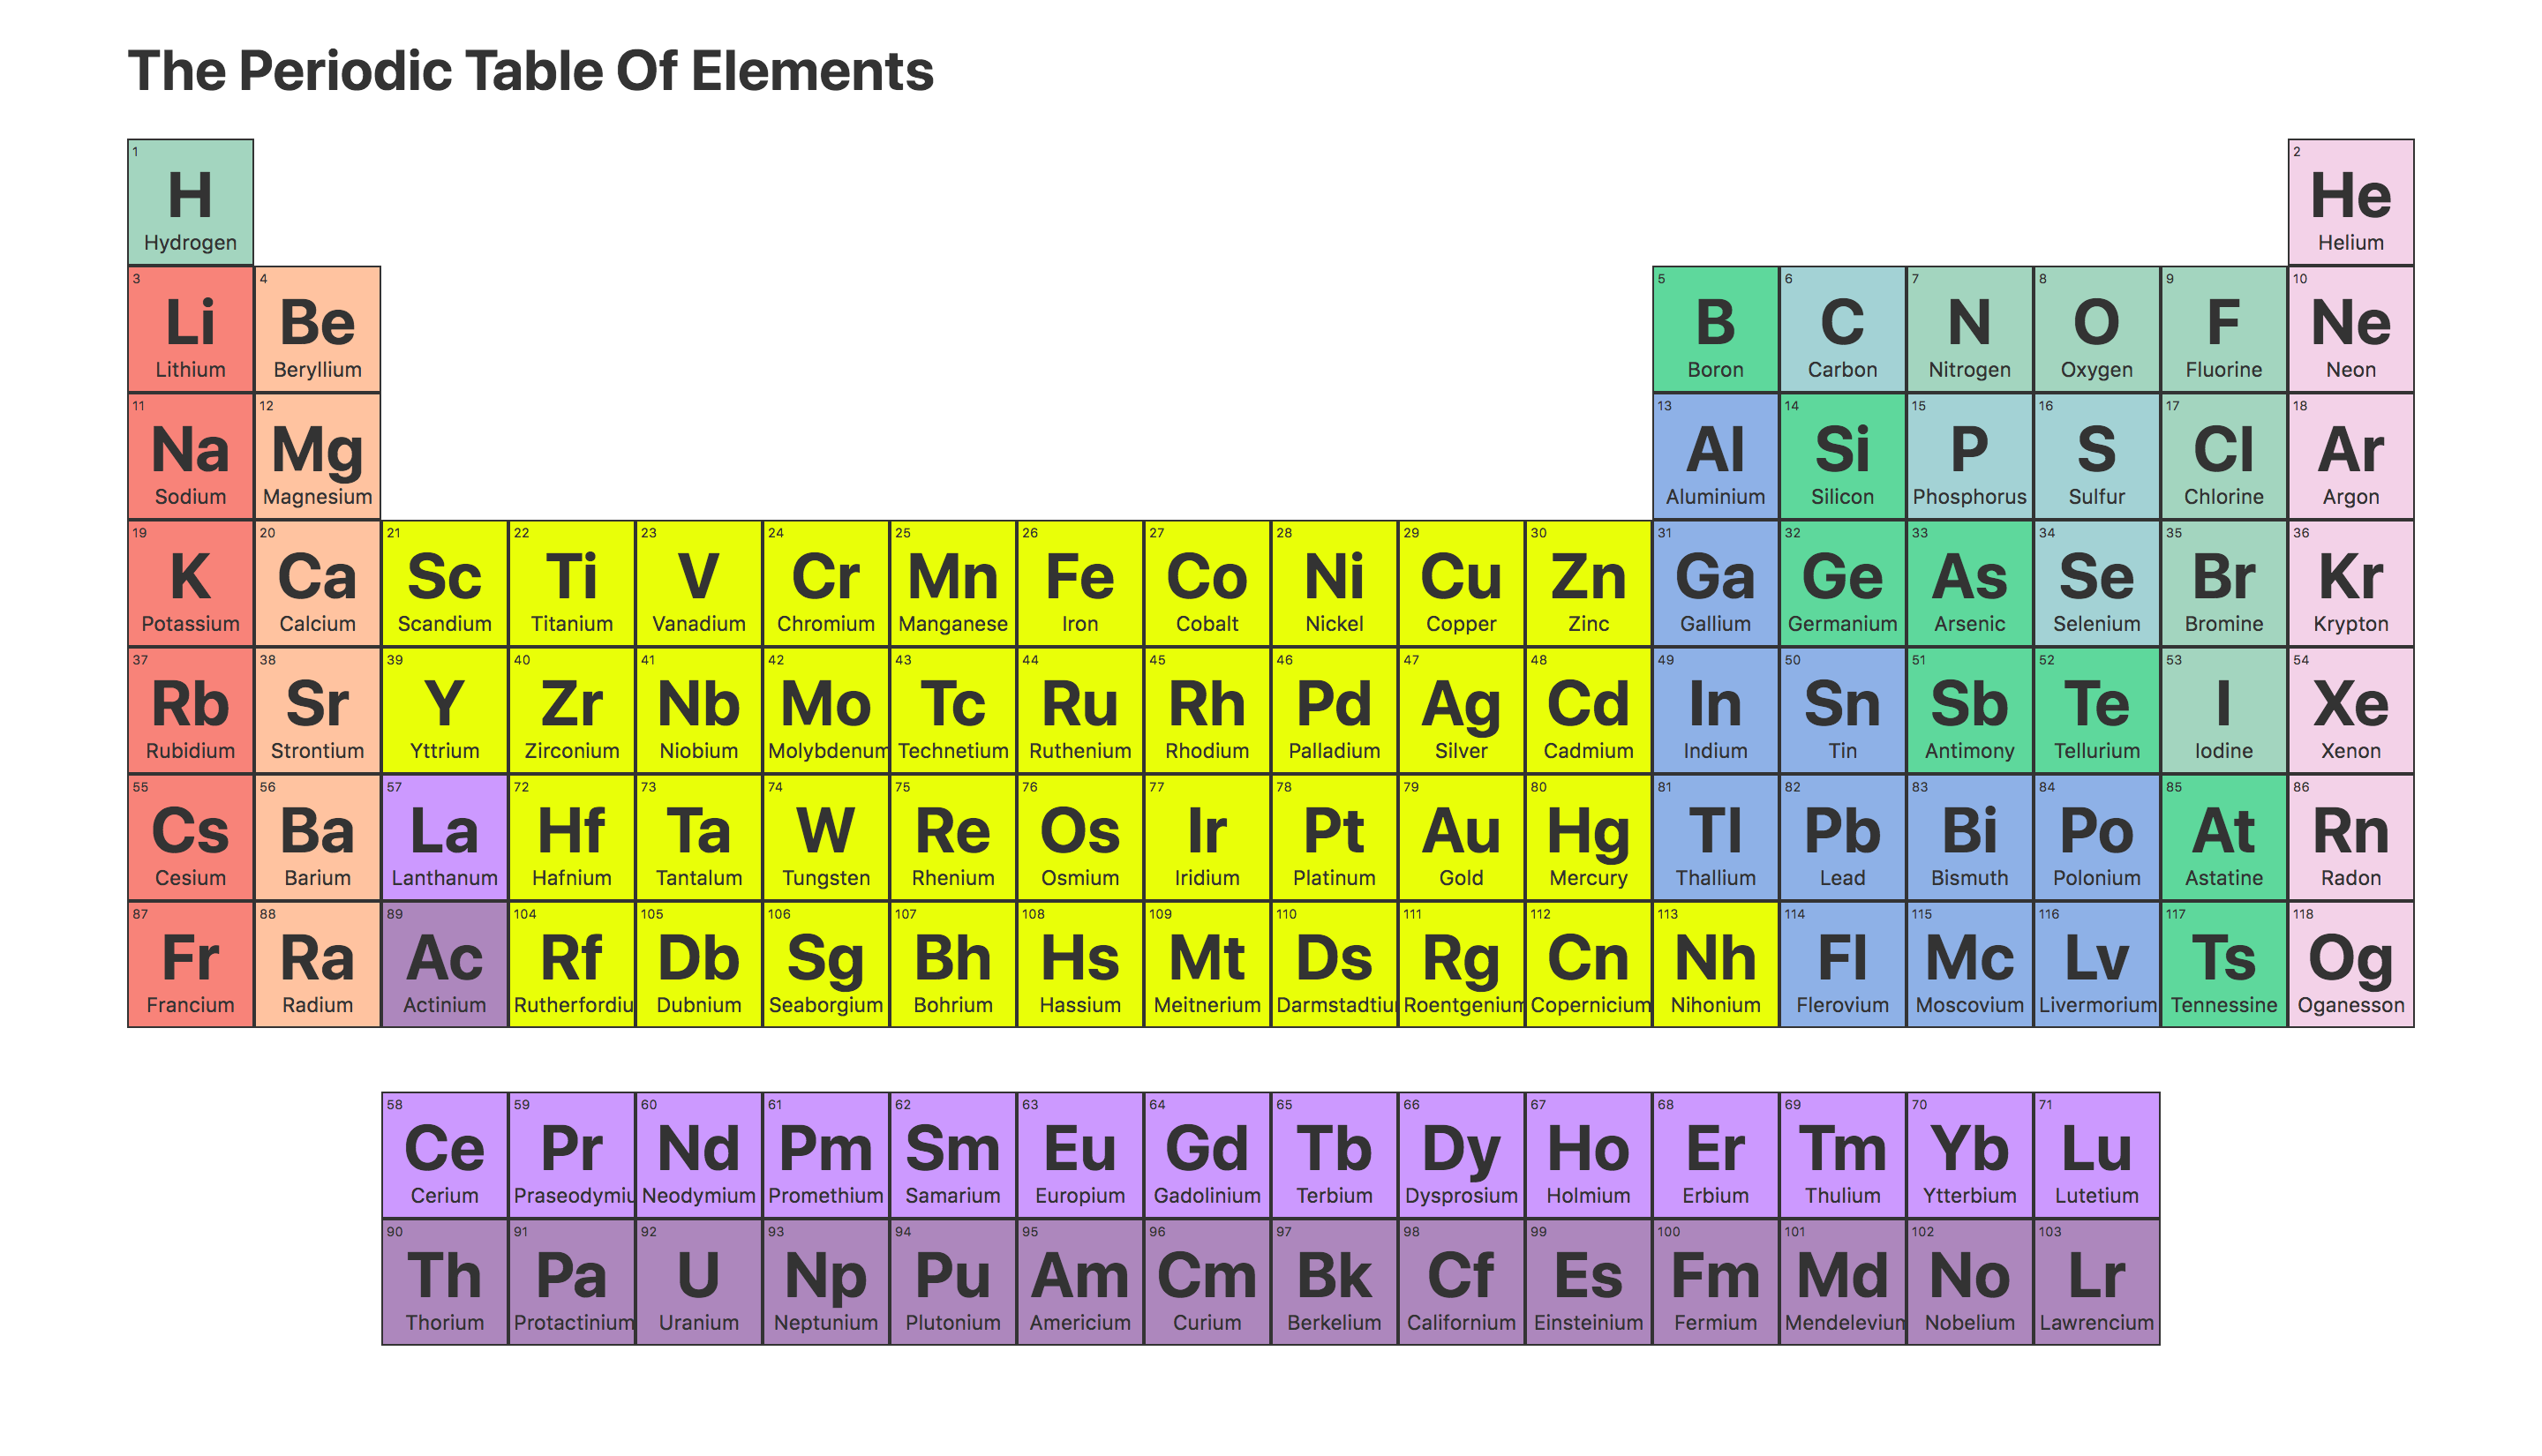 The Periodic Table Of Elements
1 2
H He
Hydrogen Helium
3 4 5 6 7 8 9 10
Li Be B C N O F Ne
Lithium Beryllium Boron Carbon Nitrogen Oxygen Fluorine Neon
11 12 13 14 15 16 17 18
Na Mg Al Si P S Cl Ar
Sodium Magnesium Aluminium Silicon Phosphorus Sulfur Chlorine Argon
19 20 21 22 23 24 25 26 27 28 29 30 31 32 33 34 35 36
K Ca Sc Ti V Cr Mn Fe Co Ni Cu Zn Ga Ge As Se Br Kr
Potassium Calcium Scandium Titanium Vanadium Chromium Manganese Iron Cobalt Nickel Copper Zinc Gallium Germanium Arsenic Selenium Bromine Krypton
37 38 39 40 41 42 43 44 45 46 47 48 49 50 51 52 53 54
Rb Sr Y Zr Nb Mo Tc Ru Rh Pd Ag Cd In Sn Sb Te I Xe
Rubidium Strontium Yttrium Zirconium Niobium Molybdenum Technetium Ruthenium Rhodium Palladium Silver Cadmium Indium Tin Antimony Tellurium Iodine Xenon
55 56 57 72 73 74 75 76 77 78 79 80 81 82 83 84 85 86
Cs Ba La Hf Ta W Re Os Ir Pt Au Hg Tl Pb Bi Po At Rn
Cesium Barium Lanthanum Hafnium Tantalum Tungsten Rhenium Osmium Iridium Platinum Gold Mercury Thallium Lead Bismuth Polonium Astatine Radon
87 88 89 104 105 106 107 108 109 110 111 112 113 114 115 116 117 118
Fr Ra Ac Rf Db Sg Bh Hs Mt Ds Rg Cn Nh Fl Mc Lv Ts Og
Francium Radium Actinium Rutherfordiu Dubnium Seaborgium Bohrium Hassium Meitnerium Darmstadtiu Roentgenium Copernicium Nihonium Flerovium Moscovium Livermorium Tennessine Oganesson
58 59 60 61 62 63 64 65 66 67 68 69 70 71
Ce Pr Nd Pm Sm Eu Gd Tb Dy Ho Er Tm Yb Lu
Cerium Praseodymiu Neodymium Promethium Samarium Europium Gadolinium Terbium Dysprosium Holmium Erbium Thulium Ytterbium Lutetium
90 91 92 93 94 95 96 97 98 99 100 101 102 103
Th Pa U Np Pu Am Cm Bk Cf Es Fm Md No Lr
Thorium Protactinium Uranium Neptunium Plutonium Americium Curium Berkelium Californium Einsteinium Fermium Mendelevium Nobelium Lawrencium